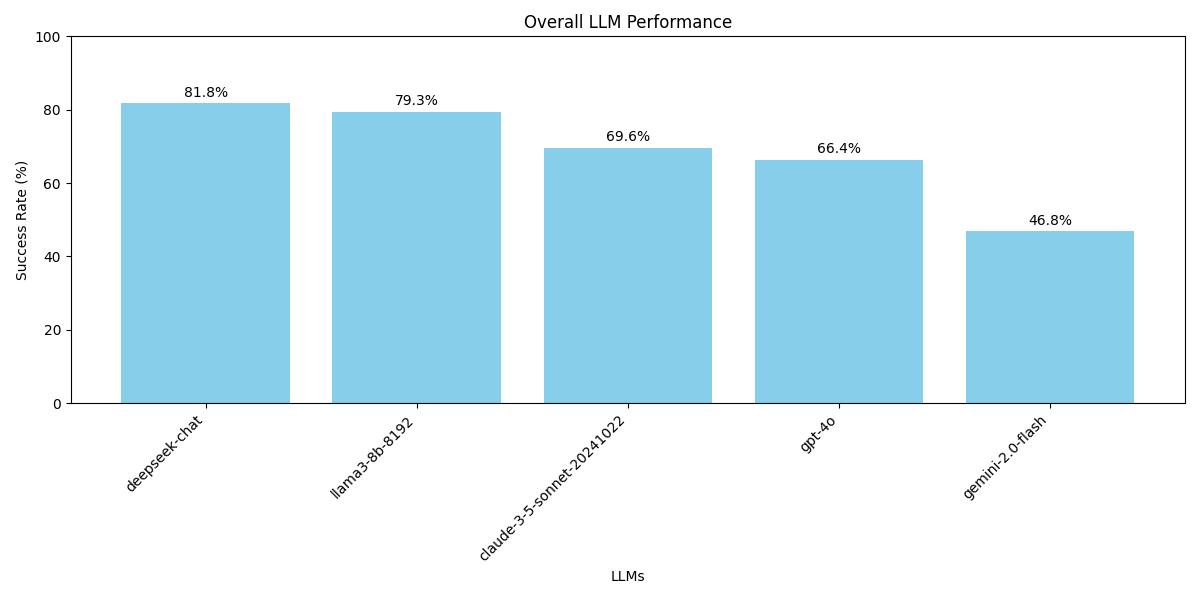 Overall LLM Performance
100
80
60
40
20
0
Success Rate (%)
81.8%
79.3%
69.6%
66.4%
46.8%
deepseek-chat
llama3-8b-8192
claude-3-5-sonnet-20241022
gpt-4o
gemini-2.0-flash
LLMs